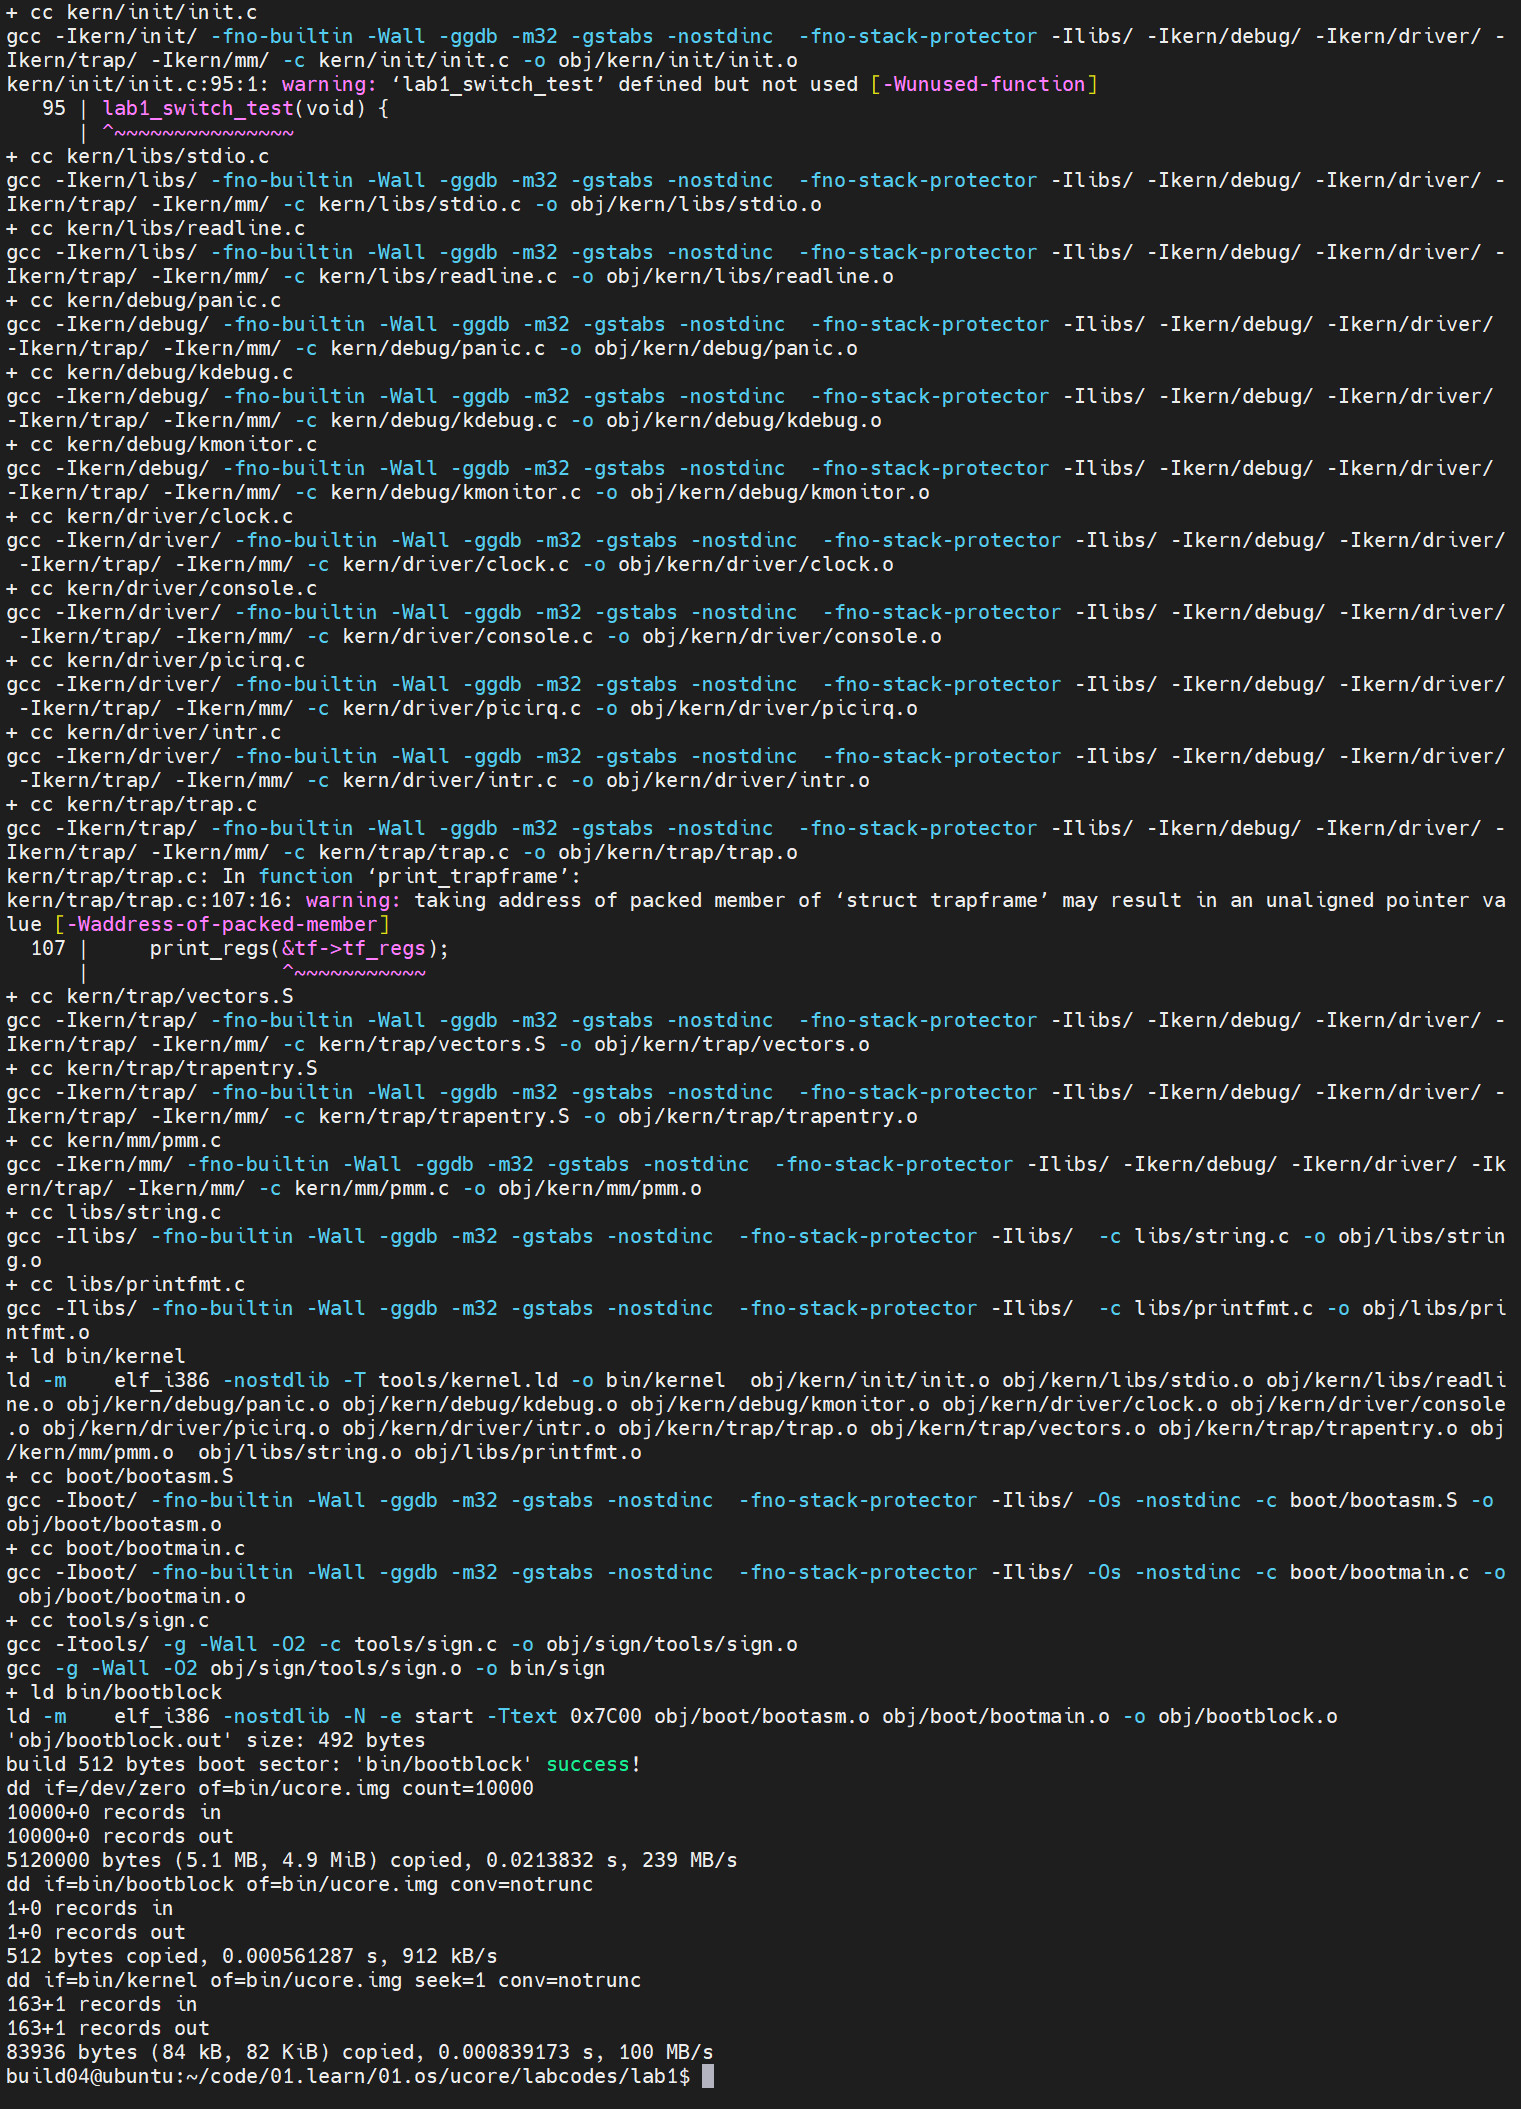 + cc kern/init/init.c
gcc -Ikern/init/ -fno-builtin -Wall -ggdb -m32 -gstabs -nostdinc  -fno-stack-protector -Ilibs/ -Ikern/debug/ -Ikern/driver/ -
Ikern/trap/ -Ikern/mm/ -c kern/init/init.c -o obj/kern/init/init.o
kern/init/init.c:95:1: warning: ‘lab1_switch_test’ defined but not used [-Wunused-function]
   95 | lab1_switch_test(void) {
      | ^~~~~~~~~~~~~~~~
+ cc kern/libs/stdio.c
gcc -Ikern/libs/ -fno-builtin -Wall -ggdb -m32 -gstabs -nostdinc  -fno-stack-protector -Ilibs/ -Ikern/debug/ -Ikern/driver/ -
Ikern/trap/ -Ikern/mm/ -c kern/libs/stdio.c -o obj/kern/libs/stdio.o
+ cc kern/libs/readline.c
gcc -Ikern/libs/ -fno-builtin -Wall -ggdb -m32 -gstabs -nostdinc  -fno-stack-protector -Ilibs/ -Ikern/debug/ -Ikern/driver/ -
Ikern/trap/ -Ikern/mm/ -c kern/libs/readline.c -o obj/kern/libs/readline.o
+ cc kern/debug/panic.c
gcc -Ikern/debug/ -fno-builtin -Wall -ggdb -m32 -gstabs -nostdinc  -fno-stack-protector -Ilibs/ -Ikern/debug/ -Ikern/driver/
-Ikern/trap/ -Ikern/mm/ -c kern/debug/panic.c -o obj/kern/debug/panic.o
+ cc kern/debug/kdebug.c
gcc -Ikern/debug/ -fno-builtin -Wall -ggdb -m32 -gstabs -nostdinc  -fno-stack-protector -Ilibs/ -Ikern/debug/ -Ikern/driver/
-Ikern/trap/ -Ikern/mm/ -c kern/debug/kdebug.c -o obj/kern/debug/kdebug.o
+ cc kern/debug/kmonitor.c
gcc -Ikern/debug/ -fno-builtin -Wall -ggdb -m32 -gstabs -nostdinc  -fno-stack-protector -Ilibs/ -Ikern/debug/ -Ikern/driver/
-Ikern/trap/ -Ikern/mm/ -c kern/debug/kmonitor.c -o obj/kern/debug/kmonitor.o
+ cc kern/driver/clock.c
gcc -Ikern/driver/ -fno-builtin -Wall -ggdb -m32 -gstabs -nostdinc  -fno-stack-protector -Ilibs/ -Ikern/debug/ -Ikern/driver/
 -Ikern/trap/ -Ikern/mm/ -c kern/driver/clock.c -o obj/kern/driver/clock.o
+ cc kern/driver/console.c
gcc -Ikern/driver/ -fno-builtin -Wall -ggdb -m32 -gstabs -nostdinc  -fno-stack-protector -Ilibs/ -Ikern/debug/ -Ikern/driver/
 -Ikern/trap/ -Ikern/mm/ -c kern/driver/console.c -o obj/kern/driver/console.o
+ cc kern/driver/picirq.c
gcc -Ikern/driver/ -fno-builtin -Wall -ggdb -m32 -gstabs -nostdinc  -fno-stack-protector -Ilibs/ -Ikern/debug/ -Ikern/driver/
 -Ikern/trap/ -Ikern/mm/ -c kern/driver/picirq.c -o obj/kern/driver/picirq.o
+ cc kern/driver/intr.c
gcc -Ikern/driver/ -fno-builtin -Wall -ggdb -m32 -gstabs -nostdinc  -fno-stack-protector -Ilibs/ -Ikern/debug/ -Ikern/driver/
 -Ikern/trap/ -Ikern/mm/ -c kern/driver/intr.c -o obj/kern/driver/intr.o
+ cc kern/trap/trap.c
gcc -Ikern/trap/ -fno-builtin -Wall -ggdb -m32 -gstabs -nostdinc  -fno-stack-protector -Ilibs/ -Ikern/debug/ -Ikern/driver/ -
Ikern/trap/ -Ikern/mm/ -c kern/trap/trap.c -o obj/kern/trap/trap.o
kern/trap/trap.c: In function ‘print_trapframe’:
kern/trap/trap.c:107:16: warning: taking address of packed member of ‘struct trapframe’ may result in an unaligned pointer va
lue [-Waddress-of-packed-member]
  107 |     print_regs(&tf->tf_regs);
      |                ^~~~~~~~~~~~
+ cc kern/trap/vectors.S
gcc -Ikern/trap/ -fno-builtin -Wall -ggdb -m32 -gstabs -nostdinc  -fno-stack-protector -Ilibs/ -Ikern/debug/ -Ikern/driver/ -
Ikern/trap/ -Ikern/mm/ -c kern/trap/vectors.S -o obj/kern/trap/vectors.o
+ cc kern/trap/trapentry.S
gcc -Ikern/trap/ -fno-builtin -Wall -ggdb -m32 -gstabs -nostdinc  -fno-stack-protector -Ilibs/ -Ikern/debug/ -Ikern/driver/ -
Ikern/trap/ -Ikern/mm/ -c kern/trap/trapentry.S -o obj/kern/trap/trapentry.o
+ cc kern/mm/pmm.c
gcc -Ikern/mm/ -fno-builtin -Wall -ggdb -m32 -gstabs -nostdinc  -fno-stack-protector -Ilibs/ -Ikern/debug/ -Ikern/driver/ -Ik
ern/trap/ -Ikern/mm/ -c kern/mm/pmm.c -o obj/kern/mm/pmm.o
+ cc libs/string.c
gcc -Ilibs/ -fno-builtin -Wall -ggdb -m32 -gstabs -nostdinc  -fno-stack-protector -Ilibs/  -c libs/string.c -o obj/libs/strin
g.o
+ cc libs/printfmt.c
gcc -Ilibs/ -fno-builtin -Wall -ggdb -m32 -gstabs -nostdinc  -fno-stack-protector -Ilibs/  -c libs/printfmt.c -o obj/libs/pri
ntfmt.o
+ ld bin/kernel
ld -m    elf_i386 -nostdlib -T tools/kernel.ld -o bin/kernel  obj/kern/init/init.o obj/kern/libs/stdio.o obj/kern/libs/readli
ne.o obj/kern/debug/panic.o obj/kern/debug/kdebug.o obj/kern/debug/kmonitor.o obj/kern/driver/clock.o obj/kern/driver/console
.o obj/kern/driver/picirq.o obj/kern/driver/intr.o obj/kern/trap/trap.o obj/kern/trap/vectors.o obj/kern/trap/trapentry.o obj
/kern/mm/pmm.o  obj/libs/string.o obj/libs/printfmt.o
+ cc boot/bootasm.S
gcc -Iboot/ -fno-builtin -Wall -ggdb -m32 -gstabs -nostdinc  -fno-stack-protector -Ilibs/ -Os -nostdinc -c boot/bootasm.S -o
obj/boot/bootasm.o
+ cc boot/bootmain.c
gcc -Iboot/ -fno-builtin -Wall -ggdb -m32 -gstabs -nostdinc  -fno-stack-protector -Ilibs/ -Os -nostdinc -c boot/bootmain.c -o
 obj/boot/bootmain.o
+ cc tools/sign.c
gcc -Itools/ -g -Wall -O2 -c tools/sign.c -o obj/sign/tools/sign.o
gcc -g -Wall -O2 obj/sign/tools/sign.o -o bin/sign
+ ld bin/bootblock
ld -m    elf_i386 -nostdlib -N -e start -Ttext 0x7C00 obj/boot/bootasm.o obj/boot/bootmain.o -o obj/bootblock.o
'obj/bootblock.out' size: 492 bytes
build 512 bytes boot sector: 'bin/bootblock' success!
dd if=/dev/zero of=bin/ucore.img count=10000
10000+0 records in
10000+0 records out
5120000 bytes (5.1 MB, 4.9 MiB) copied, 0.0213832 s, 239 MB/s
dd if=bin/bootblock of=bin/ucore.img conv=notrunc
1+0 records in
1+0 records out
512 bytes copied, 0.000561287 s, 912 kB/s
dd if=bin/kernel of=bin/ucore.img seek=1 conv=notrunc
163+1 records in
163+1 records out
83936 bytes (84 kB, 82 KiB) copied, 0.000839173 s, 100 MB/s
build04@ubuntu:~/code/01.learn/01.os/ucore/labcodes/lab1$